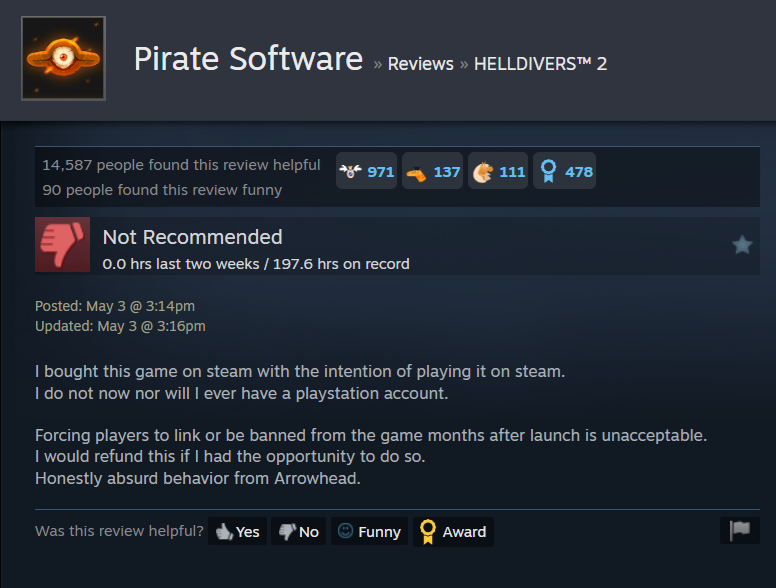 Pirate Software » Reviews » HELLDIVERS™ 2
14,587 people found this review helpful
90 people found this review funny
971
137
111
478
Not Recommended
0.0 hrs last two weeks / 197.6 hrs on record
Posted: May 3 @ 3:14pm
Updated: May 3 @ 3:16pm
I bought this game on steam with the intention of playing it on steam.
I do not now nor will I ever have a playstation account.
Forcing players to link or be banned from the game months after launch is unacceptable.
I would refund this if I had the opportunity to do so.
Honestly absurd behavior from Arrowhead.
Was this review helpful? Yes No Funny Award